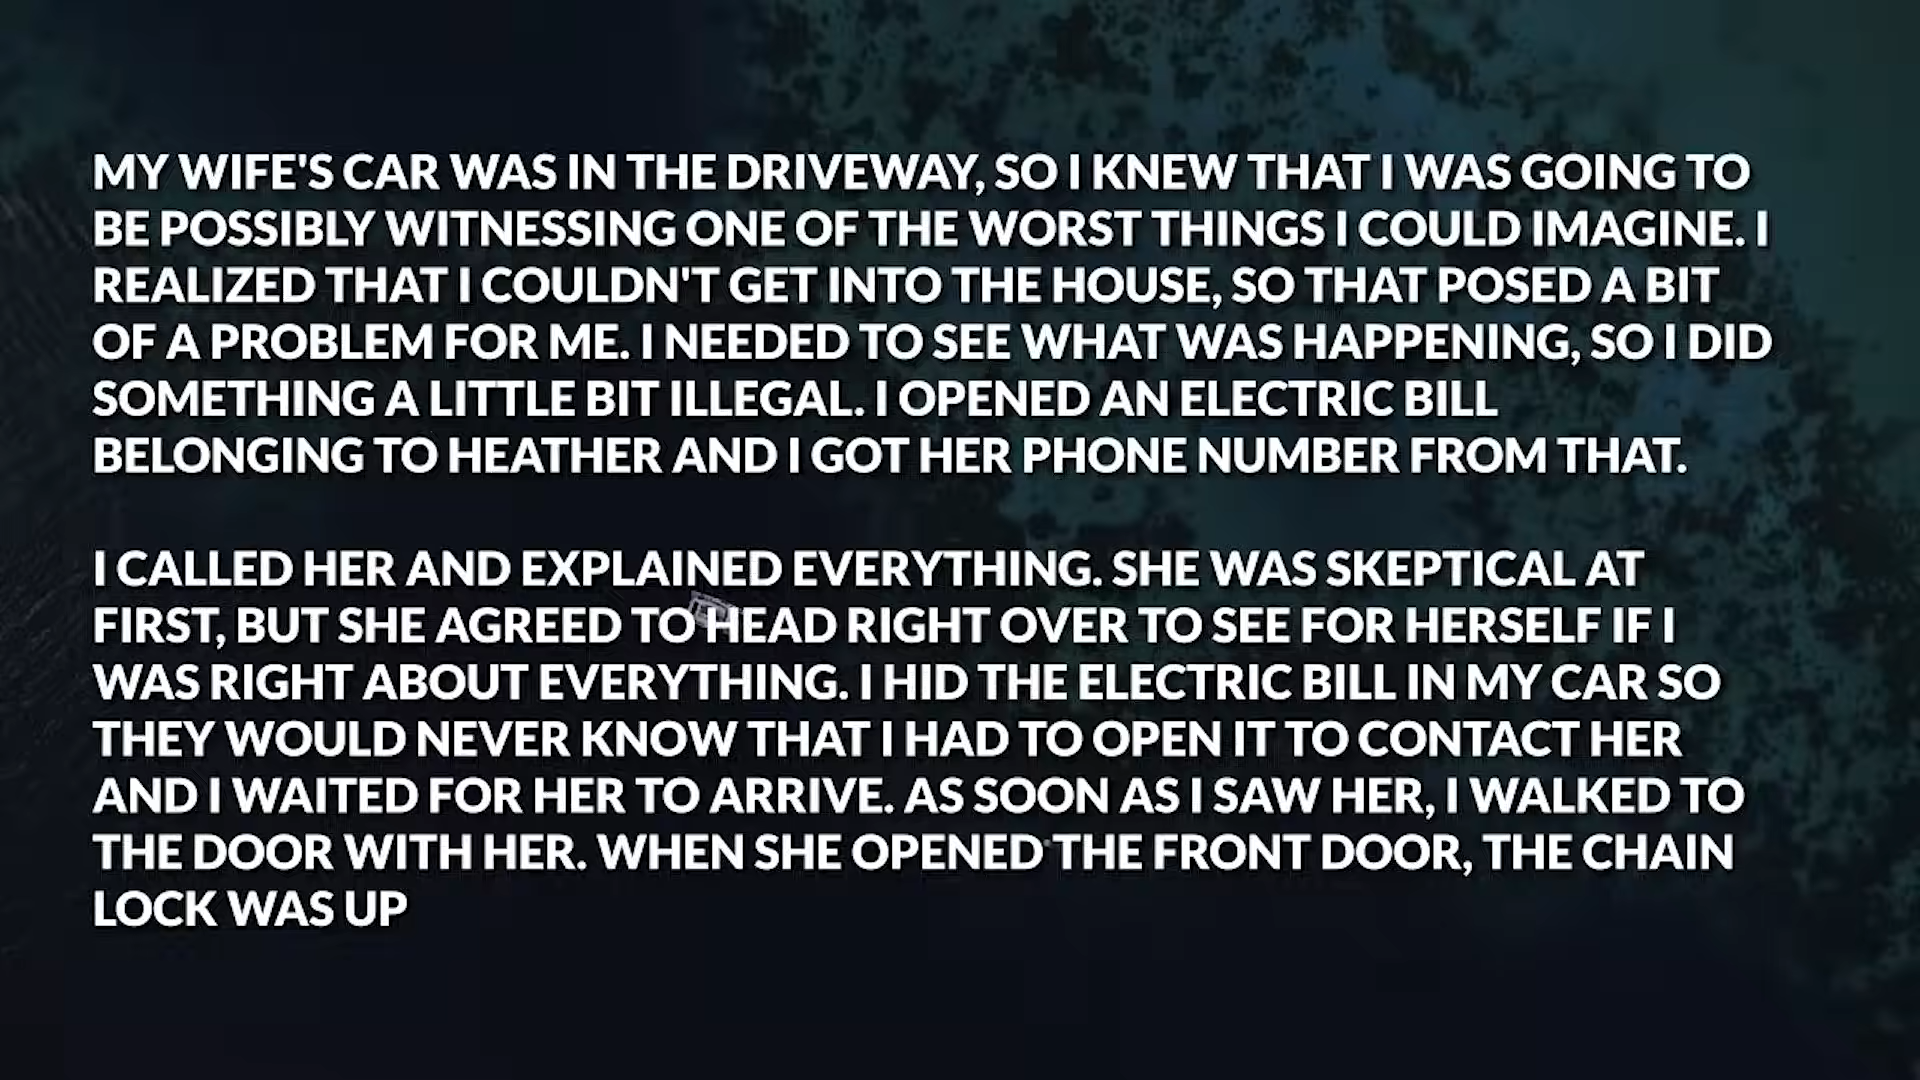 MY WIFE'S CAR WAS IN THE DRIVEWAY, SO I KNEW THAT I WAS GOING TO
BE POSSIBLY WITNESSING ONE OF THE WORST THINGS I COULD IMAGINE. I
REALIZED THAT I COULDN'T GET INTO THE HOUSE, SO THAT POSED A BIT
OF A PROBLEM FOR ME. I NEEDED TO SEE WHAT WAS HAPPENING, SO I DID
SOMETHING A LITTLE BIT ILLEGAL. I OPENED AN ELECTRIC BILL
BELONGING TO HEATHER AND I GOT HER PHONE NUMBER FROM THAT.
I CALLED HER AND EXPLAINED EVERYTHING. SHE WAS SKEPTICAL AT
FIRST, BUT SHE AGREED TO HEAD RIGHT OVER TO SEE FOR HERSELF IF I
WAS RIGHT ABOUT EVERYTHING. I HID THE ELECTRIC BILL IN MY CAR SO
THEY WOULD NEVER KNOW THAT I HAD TO OPEN IT TO CONTACT HER
AND I WAITED FOR HER TO ARRIVE. AS SOON AS I SAW HER, I WALKED TO
THE DOOR WITH HER. WHEN SHE OPENED THE FRONT DOOR, THE CHAIN
LOCK WAS UP